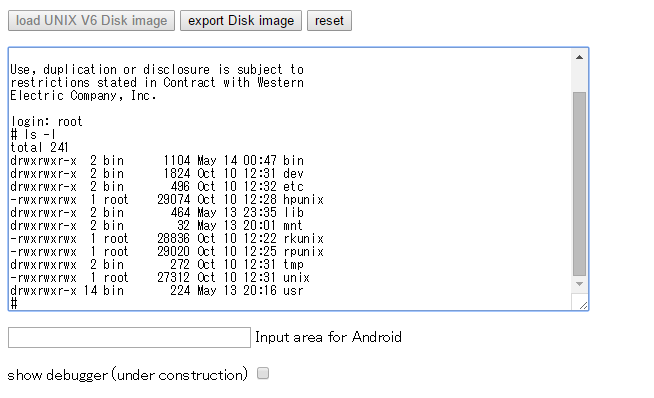 load UNIX V6 Disk image export Disk image reset
Use, duplication or disclosure is subject to
restrictions stated in Contract with Western
Electric Company, Inc.
login: root
# ls -l
total 241
drwxrwxr-x  2 bin      1104 May 14 00:47 bin
drwxrwxr-x  2 bin      1824 Oct 10 12:31 dev
drwxrwxr-x  2 bin       496 Oct 10 12:32 etc
-rwxrwxrwx  1 root    29074 Oct 10 12:28 hpunix
drwxrwxr-x  2 bin       464 May 13 23:35 lib
drwxrwxr-x  2 bin        32 May 13 20:01 mnt
-rwxrwxrwx  1 root    28836 Oct 10 12:22 rkunix
-rwxrwxrwx  1 root    29020 Oct 10 12:25 rpunix
drwxrwxr-x  2 bin       272 Oct 10 12:31 tmp
-rwxrwxrwx  1 root    27312 Oct 10 12:31 unix
drwxrwxr-x 14 bin       224 May 13 20:16 usr
#
Input area for Android
show debugger (under construction)